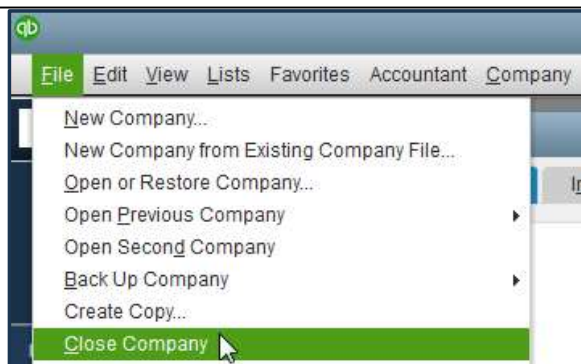 qb
File Edit View Lists Favorites Accountant Company
New Company...
New Company from Existing Company File...
Open or Restore Company...
Open Previous Company
Open Second Company
Back Up Company
Create Copy...
Close Company